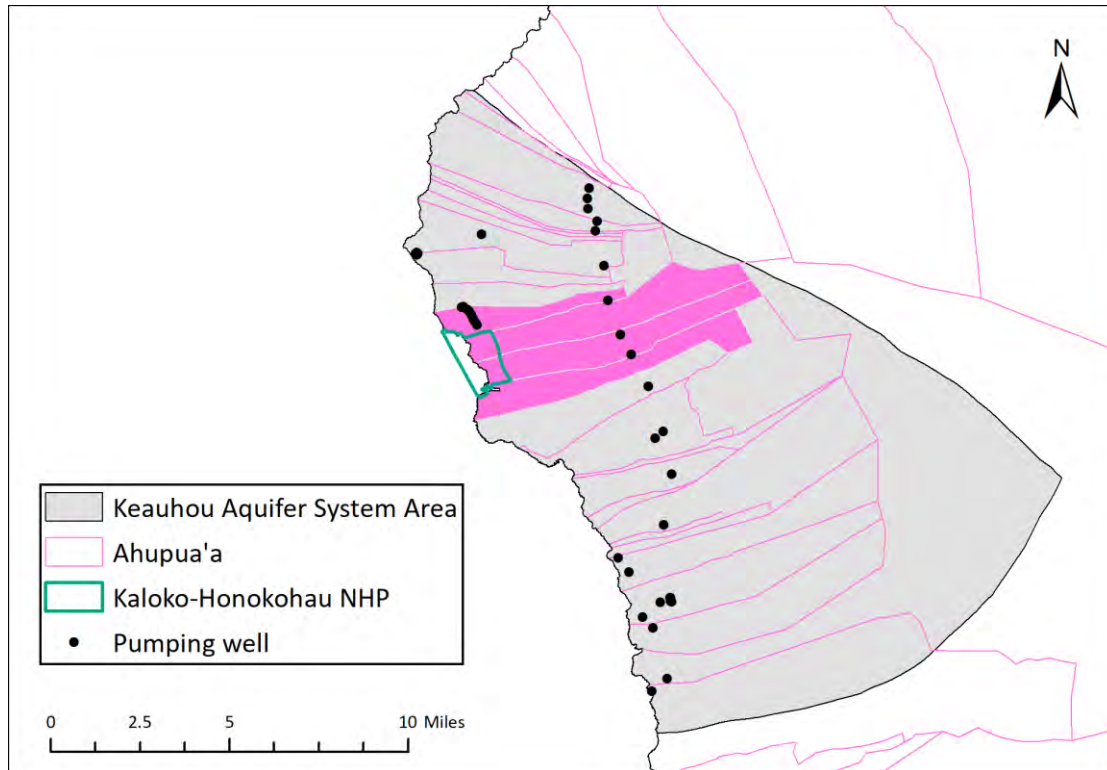 N
Keauhou Aquifer System Area
Ahupua'a
Kaloko-Honokohau NHP
Pumping well
0 2.5 5 10 Miles